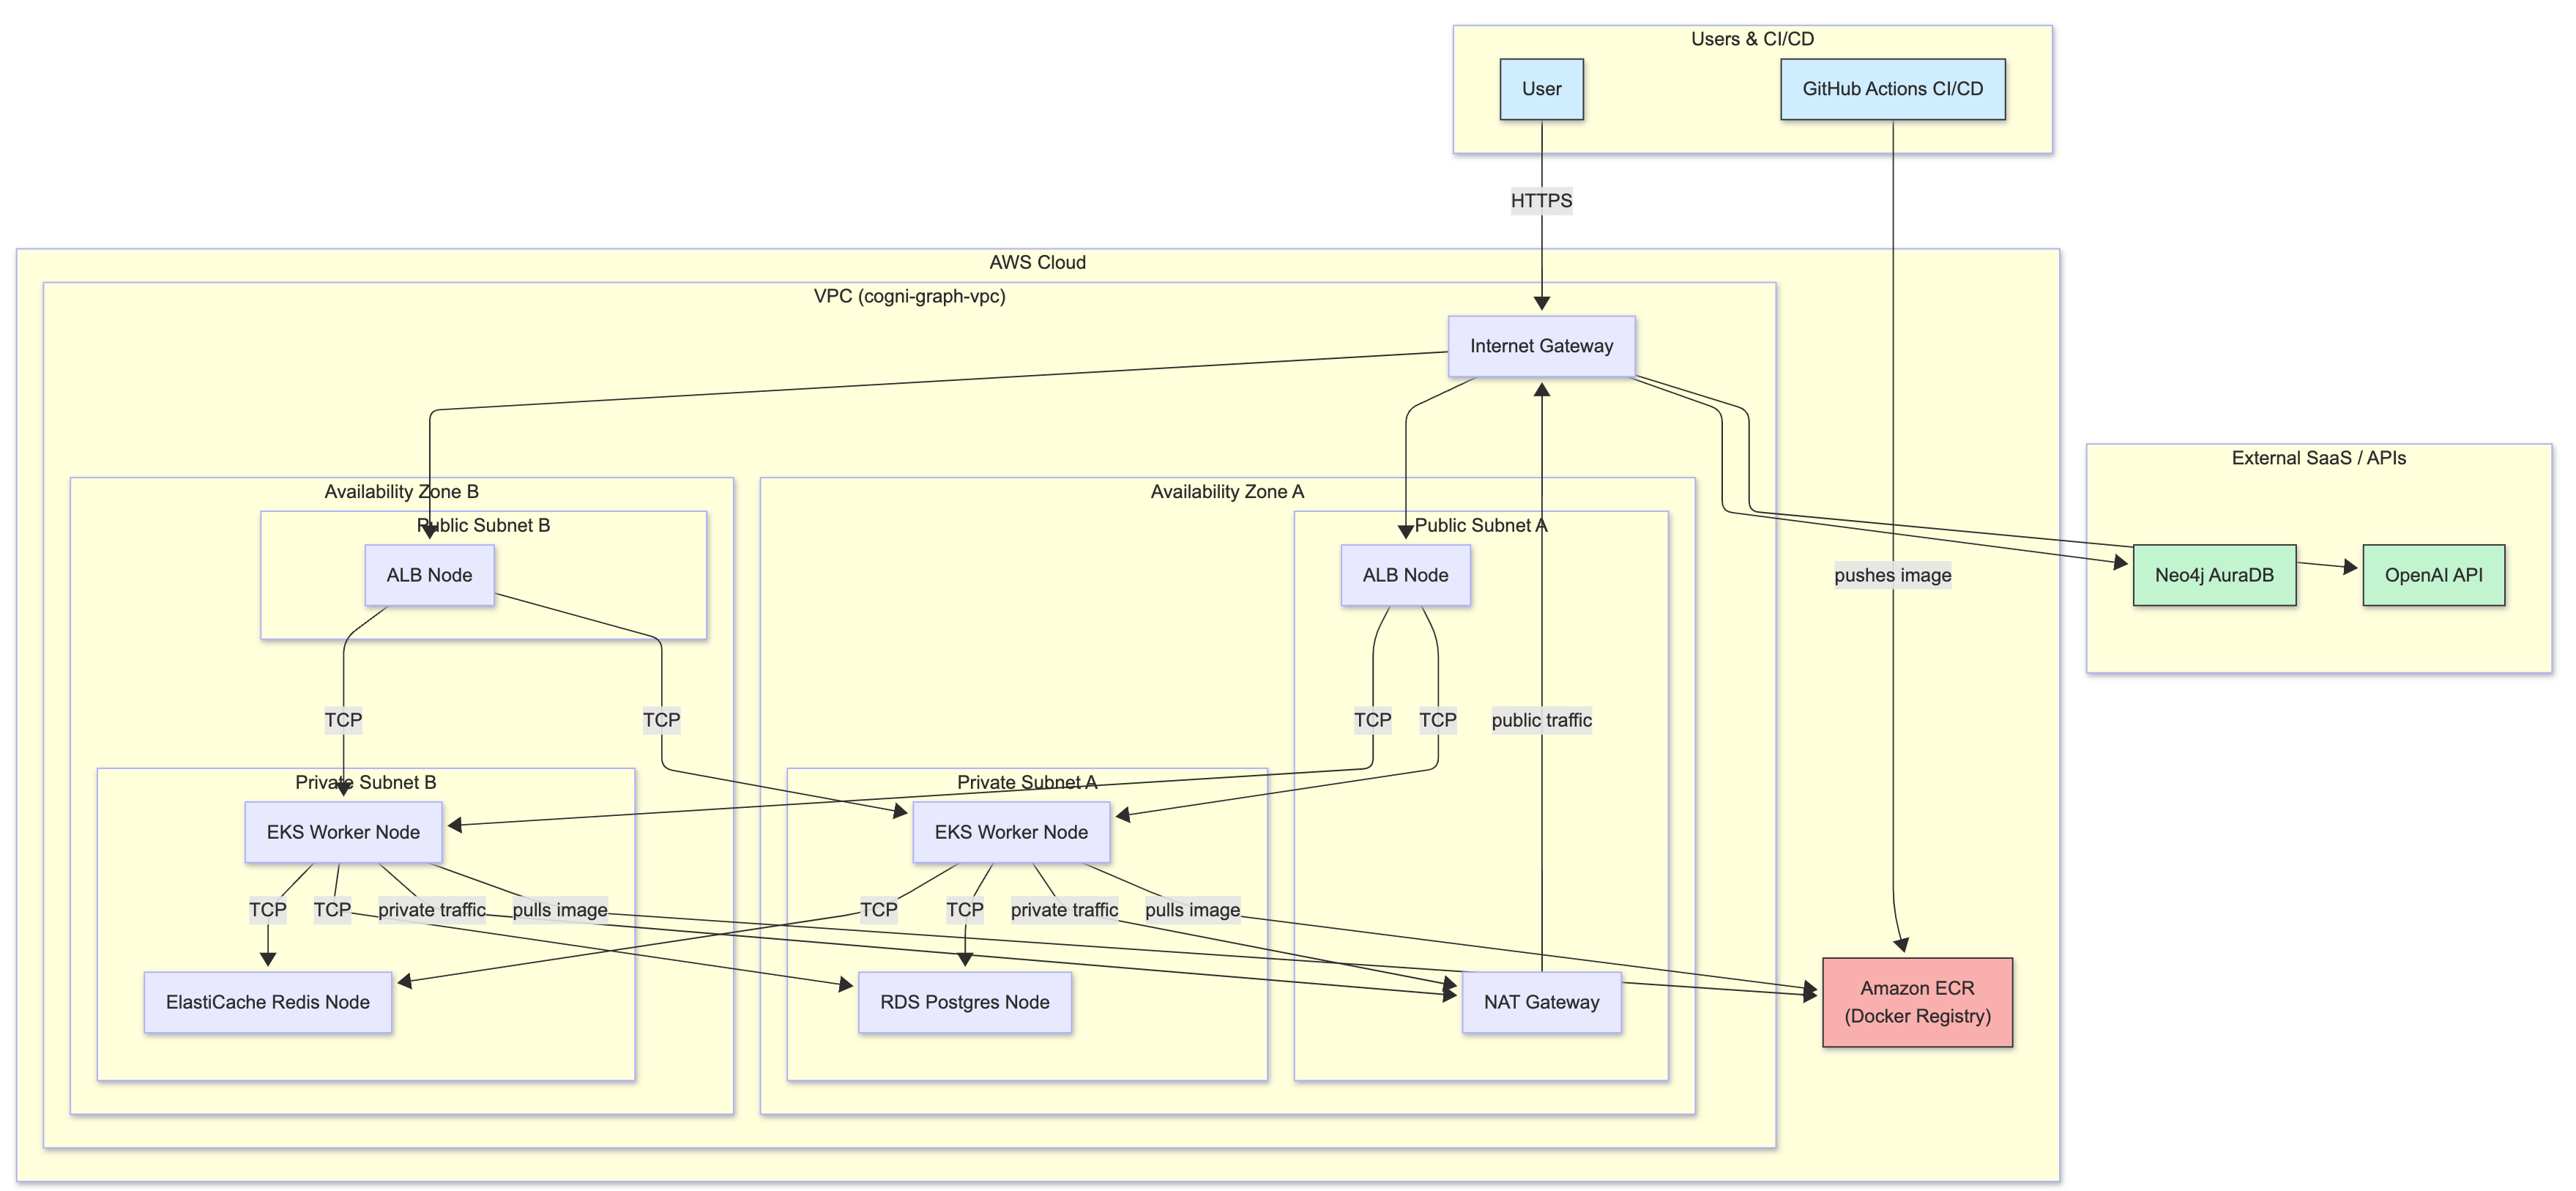 Users & CI/CD
User
GitHub Actions CI/CD
HTTPS
AWS Cloud
VPC (cogni-graph-vpc)
Internet Gateway
External SaaS / APIs
Availability Zone B
Availability Zone A
Public Subnet B
Public Subnet A
ALB Node
ALB Node
pushes image
Neo4j AuraDB
OpenAI API
TCP
TCP
TCP
TCP
public traffic
Private Subnet B
Private Subnet A
EKS Worker Node
EKS Worker Node
TCP
TCP
private traffic
pulls image
TCP
TCP
private traffic
pulls image
ElastiCache Redis Node
RDS Postgres Node
NAT Gateway
Amazon ECR
(Docker Registry)